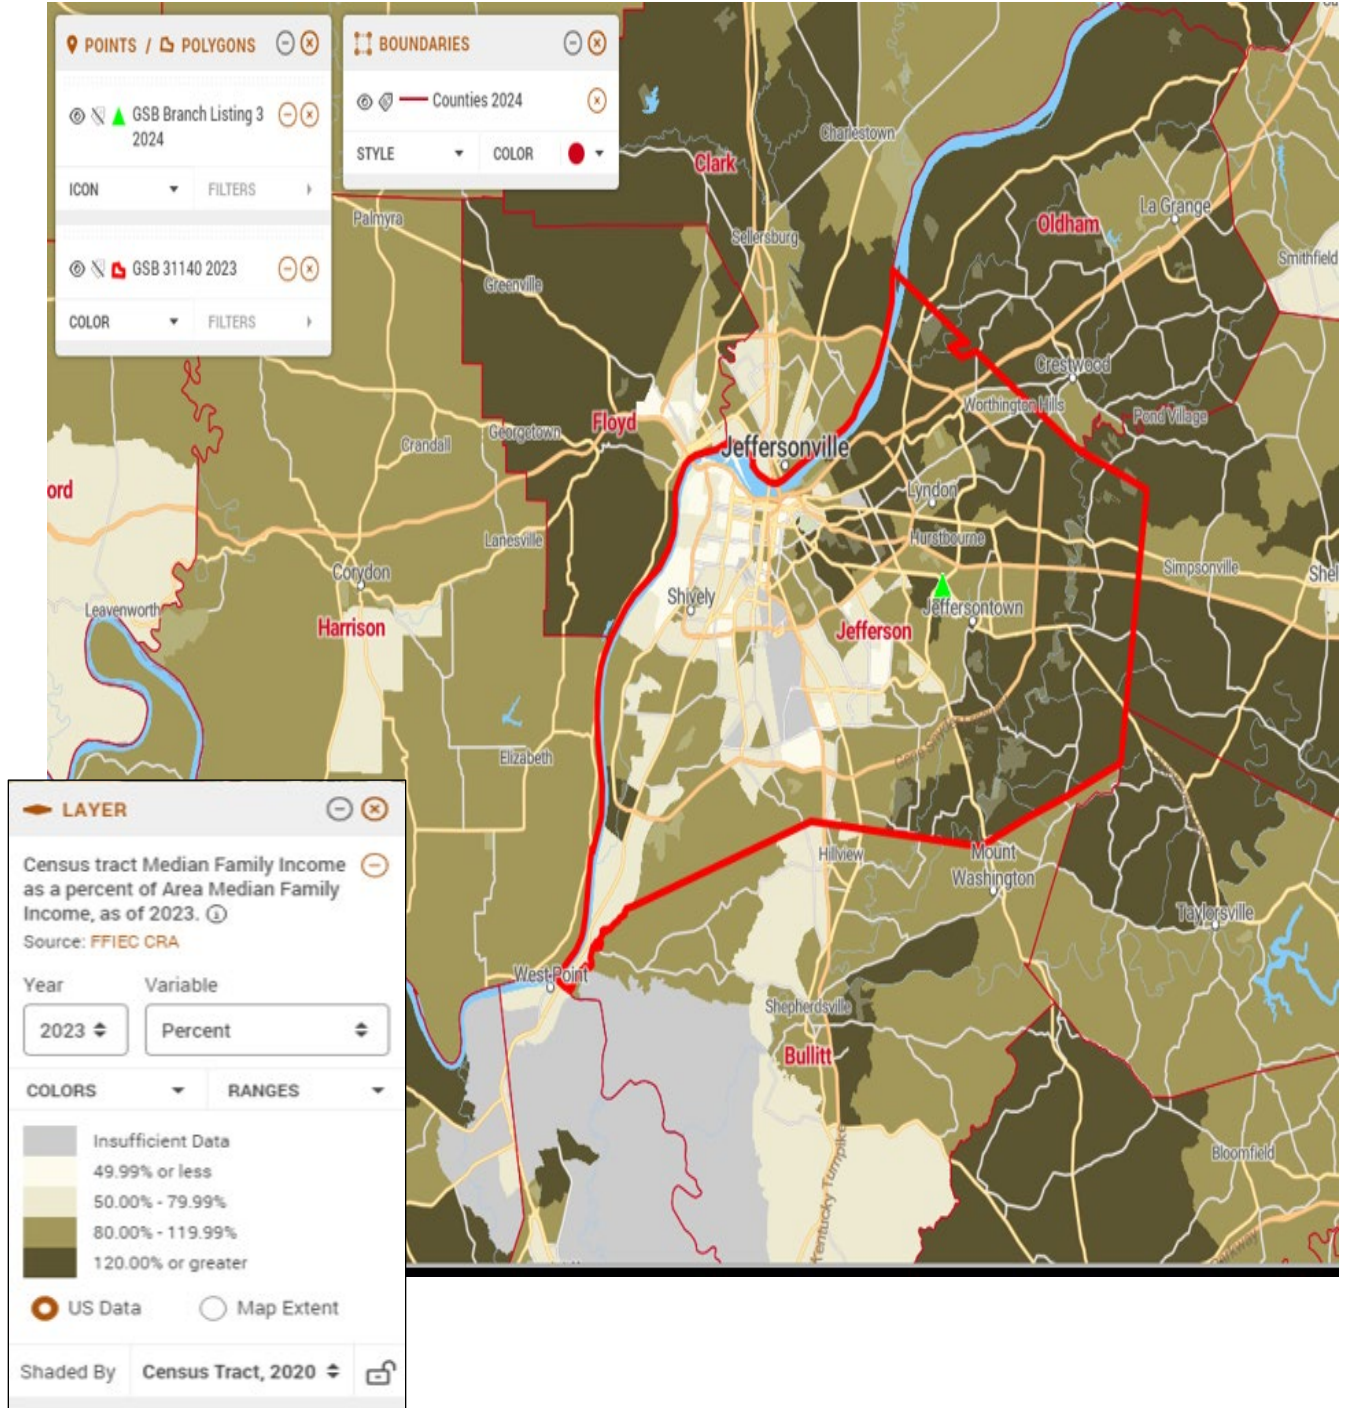 POINTS / POLYGONS
GSB Branch Listing 3
2024
ICON
FILTERS
GSB 31140 2023
COLOR
FILTERS
BOUNDARIES
Counties 2024
STYLE
COLOR
Charlestown
Clark
Palmyra
Sellersburg
La Grange
Oldham
Smithfield
Greenville
Crestwood
Worthington Hills
Pond Village
Floyd
Georgetown
Crandall
Jeffersonville
ord
Lyndon
Lanesville
Hurstbourne
Simpsonville
Corydon
Shel
Leavenworth
Shively
Jeffersontown
Harrison
Jefferson
Elizabeth
Hillview
Mount
Washington
Taylorsville
West Point
Shepherdsville
Bullitt
Kentucky Turnpike
Bloomfield
LAYER
Census tract Median Family Income
as a percent of Area Median Family
Income, as of 2023.
Source: FFIEC CRA
Year
Variable
2023
Percent
COLORS
RANGES
Insufficient Data
49.99% or less
50.00% - 79.99%
80.00% - 119.99%
120.00% or greater
US Data
Map Extent
Shaded By
Census Tract, 2020